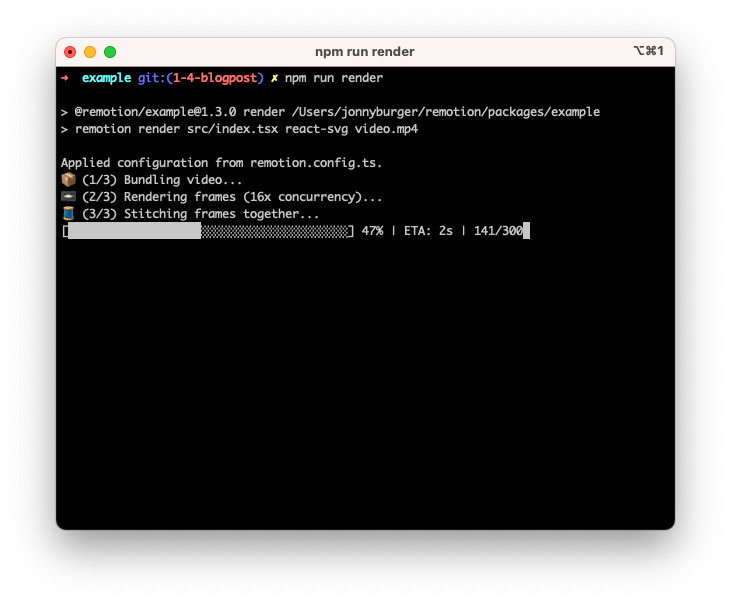 npm run render
⌥⌘1
➜  example git:(1-4-blogpost) ✗ npm run render
> @remotion/example@1.3.0 render /Users/jonnyburger/remotion/packages/example
> remotion render src/index.tsx react-svg video.mp4
Applied configuration from remotion.config.ts.
📦 (1/3) Bundling video...
📼 (2/3) Rendering frames (16x concurrency)...
🧵 (3/3) Stitching frames together...
[█████████████████████░░░░░░░░░░░░░░░░░░░░░] 47% | ETA: 2s | 141/300